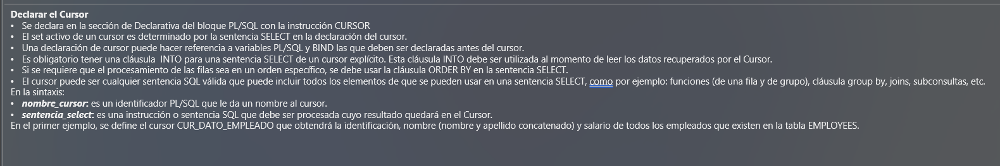 Declarar el Cursor
• Se declara en la sección de Declarativa del bloque PL/SQL con la instrucción CURSOR
• El set activo de un cursor es determinado por la sentencia SELECT en la declaración del cursor.
• Una declaración de cursor puede hacer referencia a variables PL/SQL y BIND las que deben ser declaradas antes del cursor.
• Es obligatorio tener una cláusula  INTO para una sentencia SELECT de un cursor explícito. Esta cláusula INTO debe ser utilizada al momento de leer los datos recuperados por el Cursor.
• Si se requiere que el procesamiento de las filas sea en un orden específico, se debe usar la cláusula ORDER BY en la sentencia SELECT.
• El cursor puede ser cualquier sentencia SQL válida que puede incluir todos los elementos de que se pueden usar en una sentencia SELECT, como por ejemplo: funciones (de una fila y de grupo), cláusula group by, joins, subconsultas, etc.
En la sintaxis:
• nombre_cursor: es un identificador PL/SQL que le da un nombre al cursor.
• sentencia_select: es una instrucción o sentencia SQL que debe ser procesada cuyo resultado quedará en el Cursor.
En el primer ejemplo, se define el cursor CUR_DATO_EMPLEADO que obtendrá la identificación, nombre (nombre y apellido concatenado) y salario de todos los empleados que existen en la tabla EMPLOYEES.